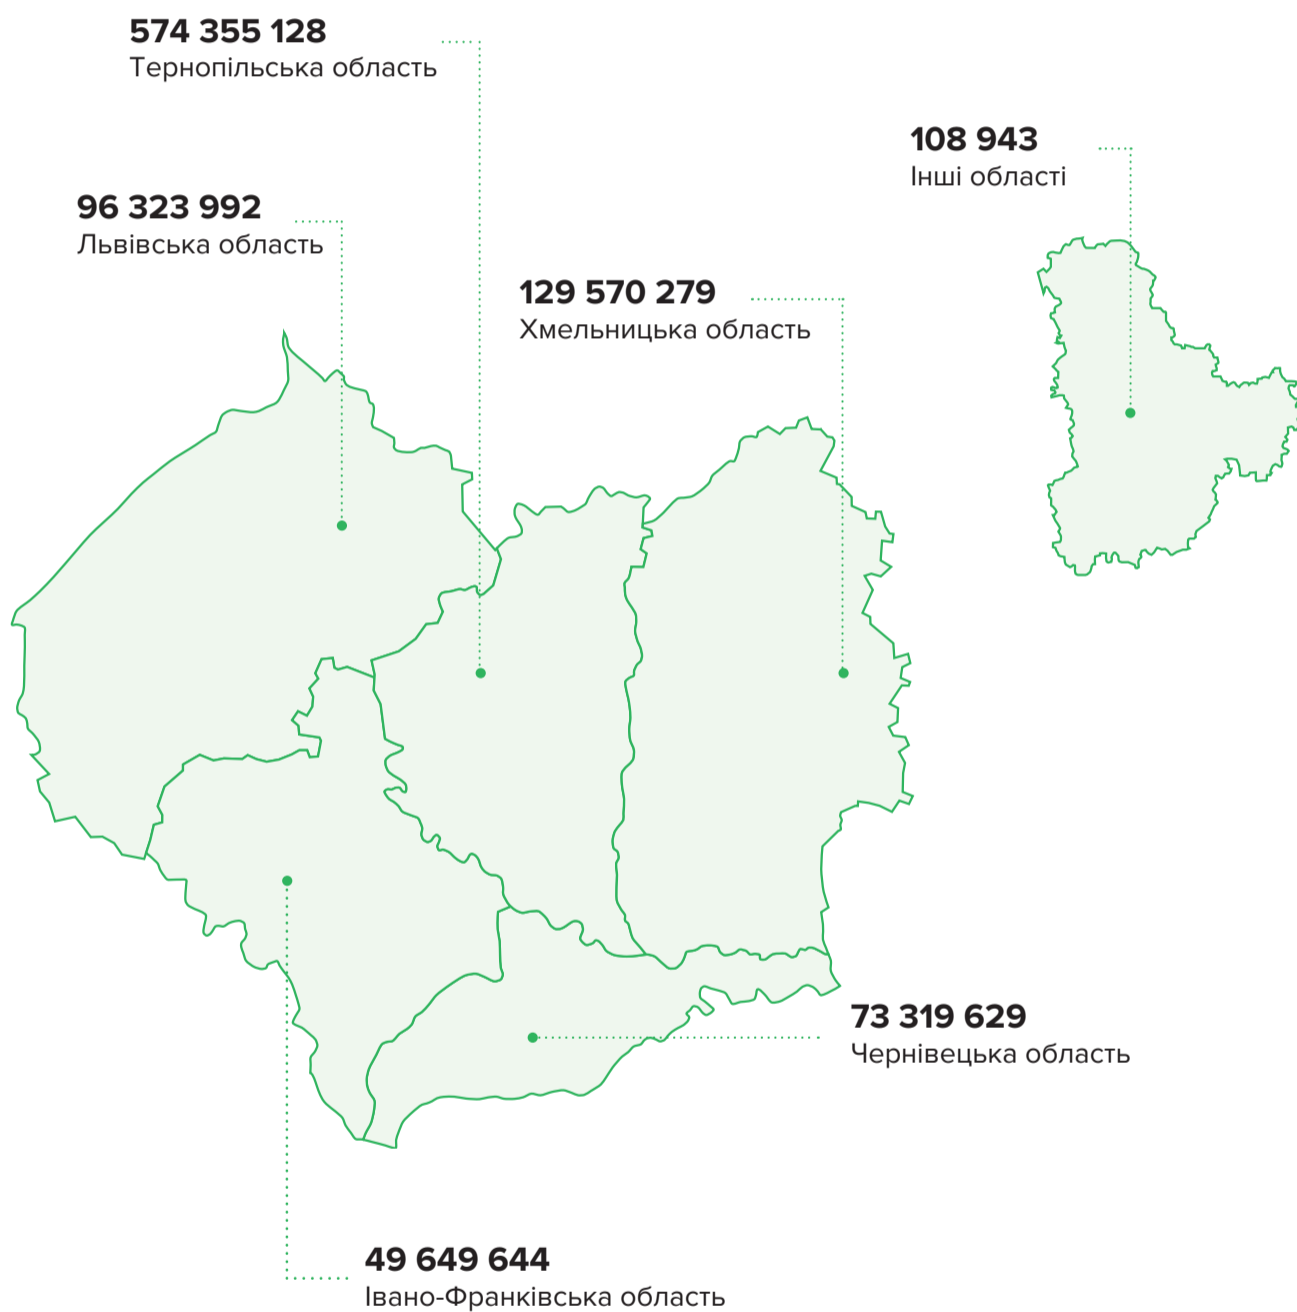 574 355 128
Тернопільська область
108 943
Інші області
96 323 992
Львівська область
129 570 279
Хмельницька область
73 319 629
Чернівецька область
49 649 644
Івано-Франківська область